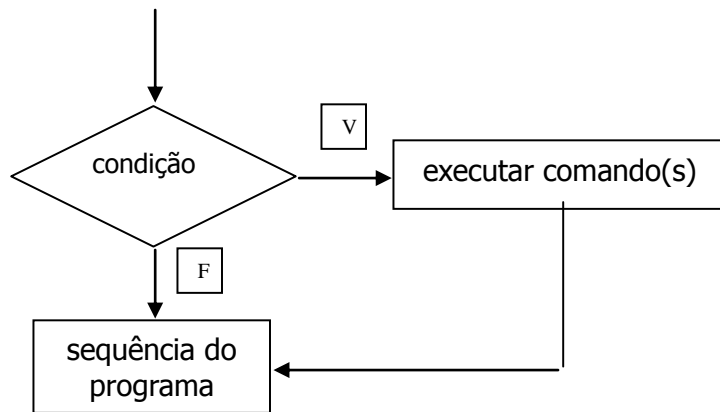 V
condição
executar comando(s)
F
sequência do
programa